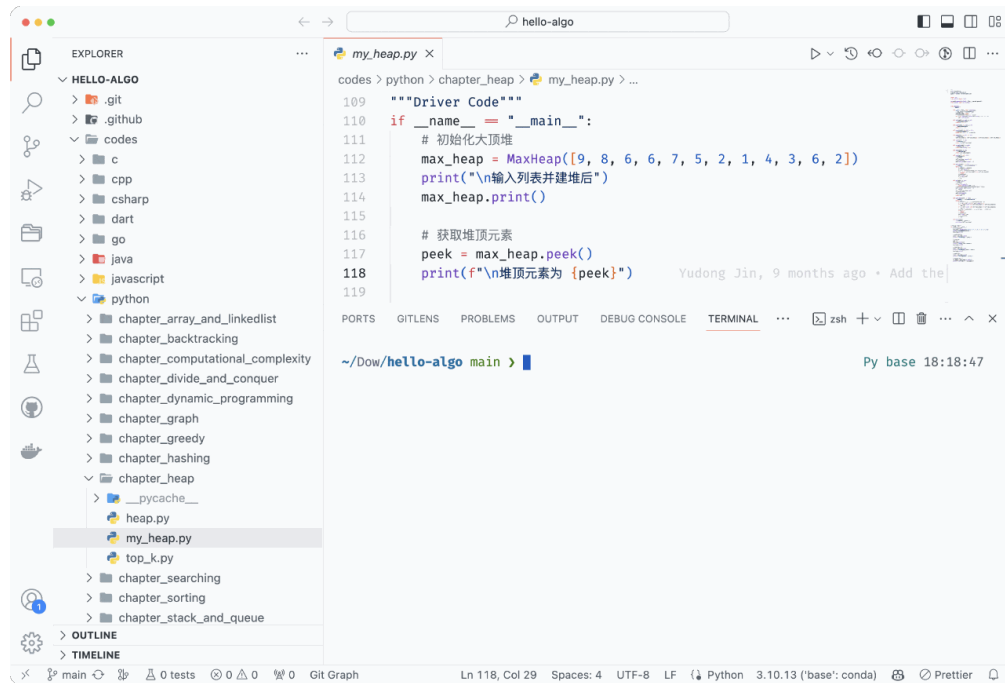 hello-algo
EXPLORER
HELLO-ALGO
.git
.github
codes
c
cpp
csharp
dart
go
java
javascript
python
chapter_array_and_linkedlist
chapter_backtracking
chapter_computational_complexity
chapter_divide_and_conquer
chapter_dynamic_programming
chapter_graph
chapter_greedy
chapter_hashing
chapter_heap
__pycache__
heap.py
my_heap.py
top_k.py
chapter_searching
chapter_sorting
chapter_stack_and_queue
OUTLINE
TIMELINE
1
my_heap.py
codes > python > chapter_heap > my_heap.py > ...
109 """Driver Code"""
110 if __name__ == "__main__":
111 # 初始化大顶堆
112 max_heap = MaxHeap([9, 8, 6, 6, 7, 5, 2, 1, 4, 3, 6, 2])
113 print("\n输入列表并建堆后")
114 max_heap.print()
115
116 # 获取堆顶元素
117 peek = max_heap.peek()
118 print(f"\n堆顶元素为 {peek}") Yudong Jin, 9 months ago • Add the
119
PORTS GITLENS PROBLEMS OUTPUT DEBUG CONSOLE TERMINAL zsh
~/Dow/hello-algo main ❯ Py base 18:18:47
main 0 tests 0 0 0 Git Graph Ln 118, Col 29 Spaces: 4 UTF-8 LF Python 3.10.13 ('base': conda) Prettier